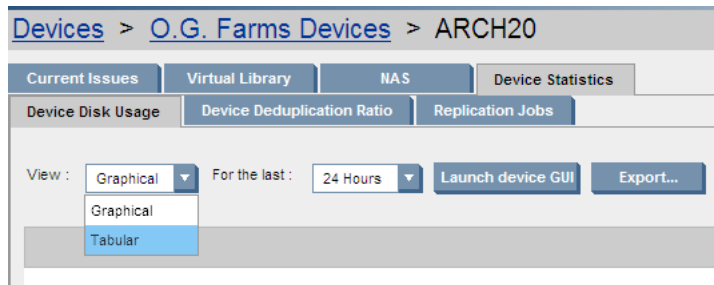 Devices > O.G. Farms Devices > ARCH20
Current Issues Virtual Library NAS Device Statistics
Device Disk Usage Device Deduplication Ratio Replication Jobs
View : Graphical For the last : 24 Hours Launch device GUI Export...
Graphical
Tabular